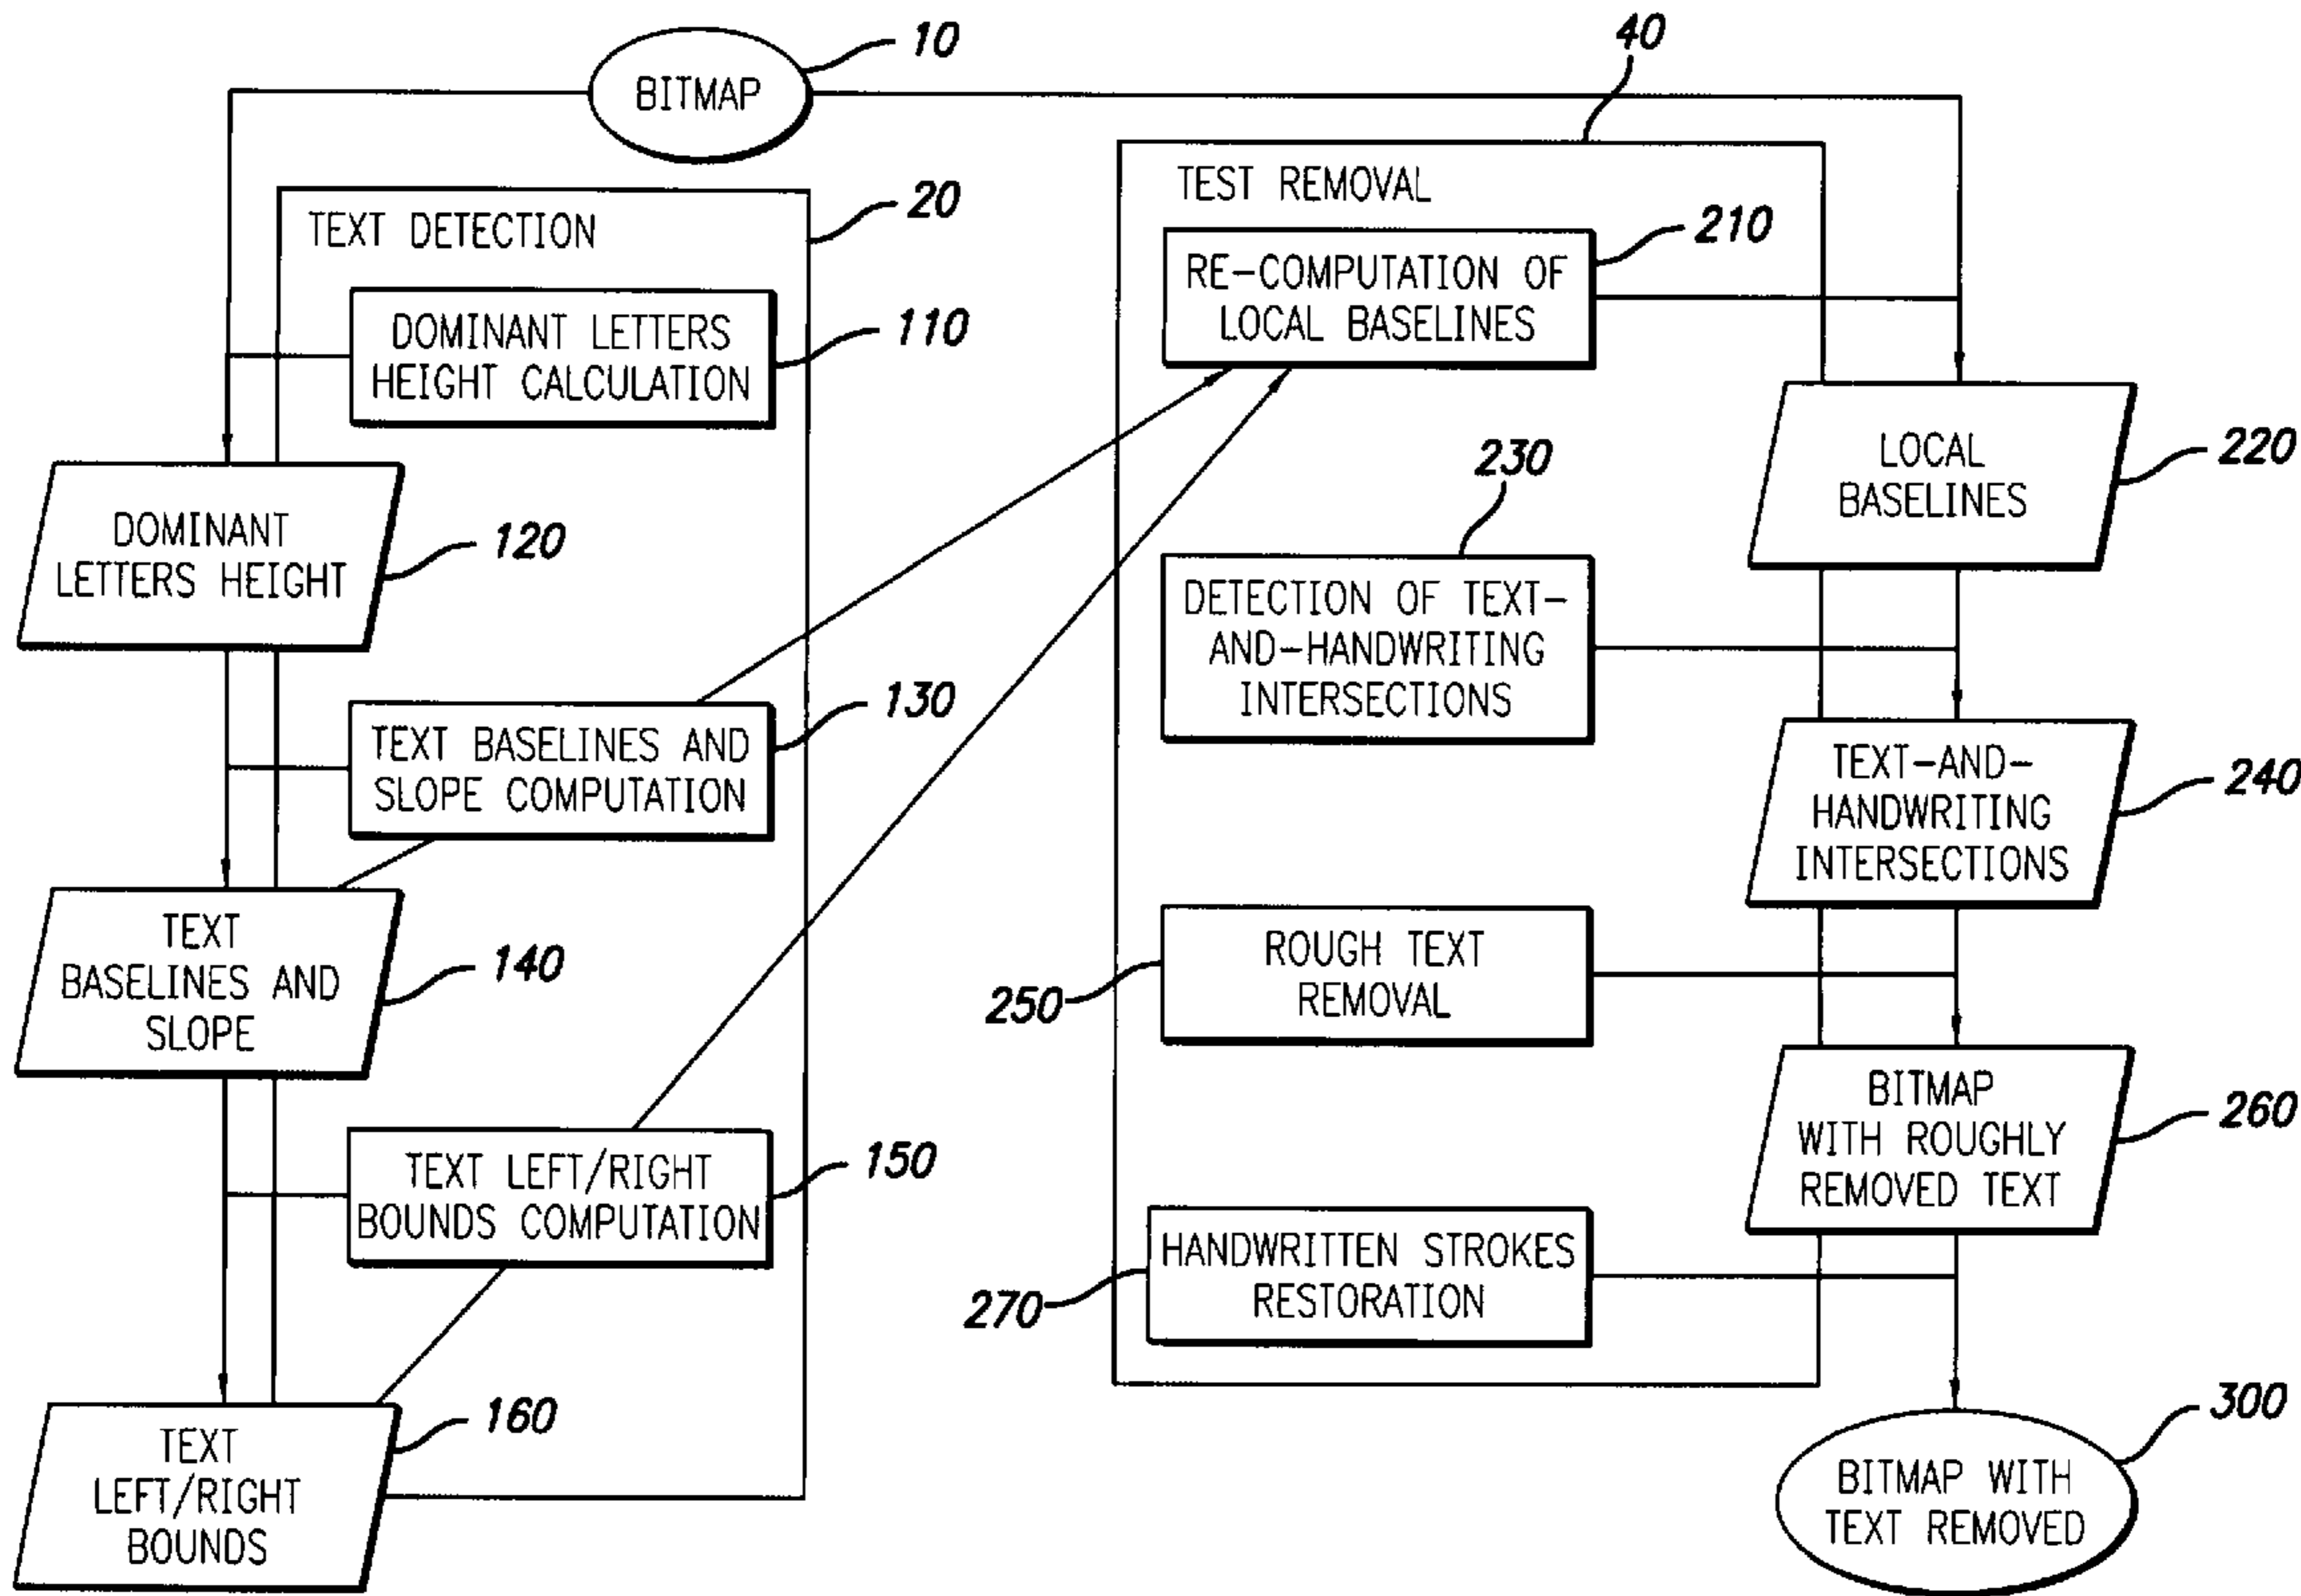 10
BITMAP
40
TEXT DETECTION
20
DOMINANT LETTERS
HEIGHT CALCULATION
110
DOMINANT
LETTERS HEIGHT
120
TEXT BASELINES AND
SLOPE COMPUTATION
130
TEXT
BASELINES AND
SLOPE
140
TEXT LEFT/RIGHT
BOUNDS COMPUTATION
150
TEXT
LEFT/RIGHT
BOUNDS
160
TEST REMOVAL
210
RE-COMPUTATION OF
LOCAL BASELINES
LOCAL
BASELINES
220
230
DETECTION OF TEXT-
AND-HANDWRITING
INTERSECTIONS
TEXT-AND-
HANDWRITING
INTERSECTIONS
240
ROUGH TEXT
REMOVAL
250
BITMAP
WITH ROUGHLY
REMOVED TEXT
260
HANDWRITTEN STROKES
RESTORATION
270
300
BITMAP WITH
TEXT REMOVED